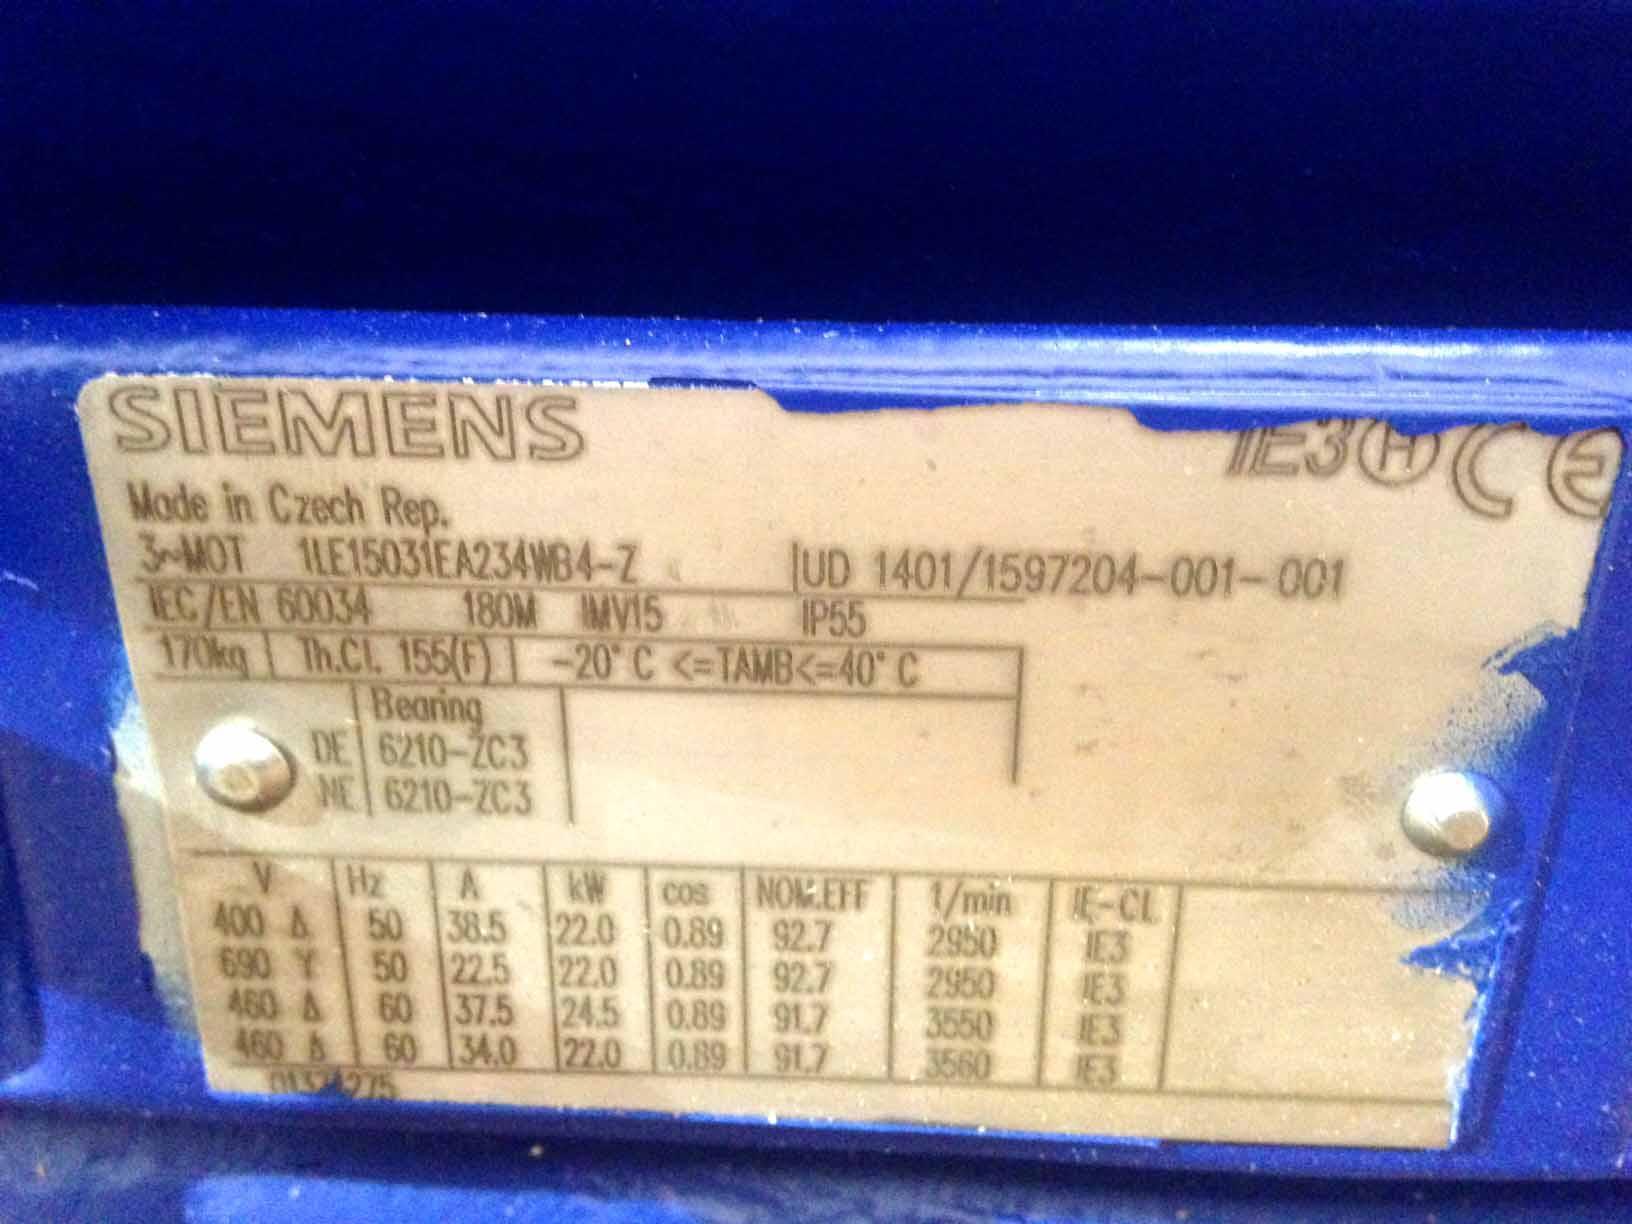 SIEMENS
IE3 H CE
Made in Czech Rep.
3~MOT 1LE15031EA234WB4-Z UD 1401/1597204-001-001
IEC/EN 60034 180M IMV15 IP55
170kg Th.Cl. 155(F) -20°C <=TAMB<=40°C
Bearing
DE 6210-ZC3
NE 6210-ZC3
V Hz A kW cos NOM.EFF 1/min IE-CL
400 Δ 50 38.5 22.0 0.89 92.7 2950 IE3
690 Y 50 22.5 22.0 0.89 92.7 2950 IE3
460 Δ 60 37.5 24.5 0.89 91.7 3550 IE3
460 Δ 60 34.0 22.0 0.89 91.7 3560 IE3